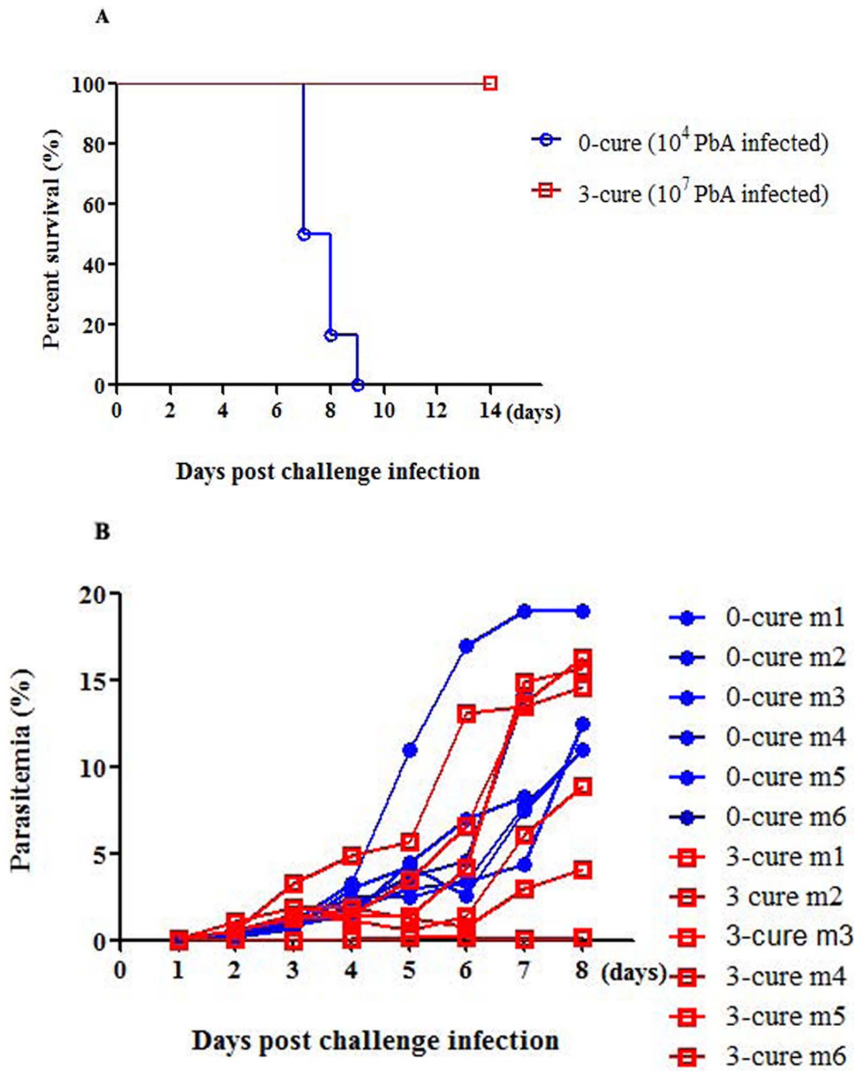 A
Percent survival (%)
100
80
60
40
20
0
0 2 4 6 8 10 12 14 (days)
Days post challenge infection
0-cure (10⁴ PbA infected)
3-cure (10⁷ PbA infected)
B
Parasitemia (%)
20
15
10
5
0
0 1 2 3 4 5 6 7 8 (days)
Days post challenge infection
0-cure m1
0-cure m2
0-cure m3
0-cure m4
0-cure m5
0-cure m6
3-cure m1
3 cure m2
3-cure m3
3-cure m4
3-cure m5
3-cure m6